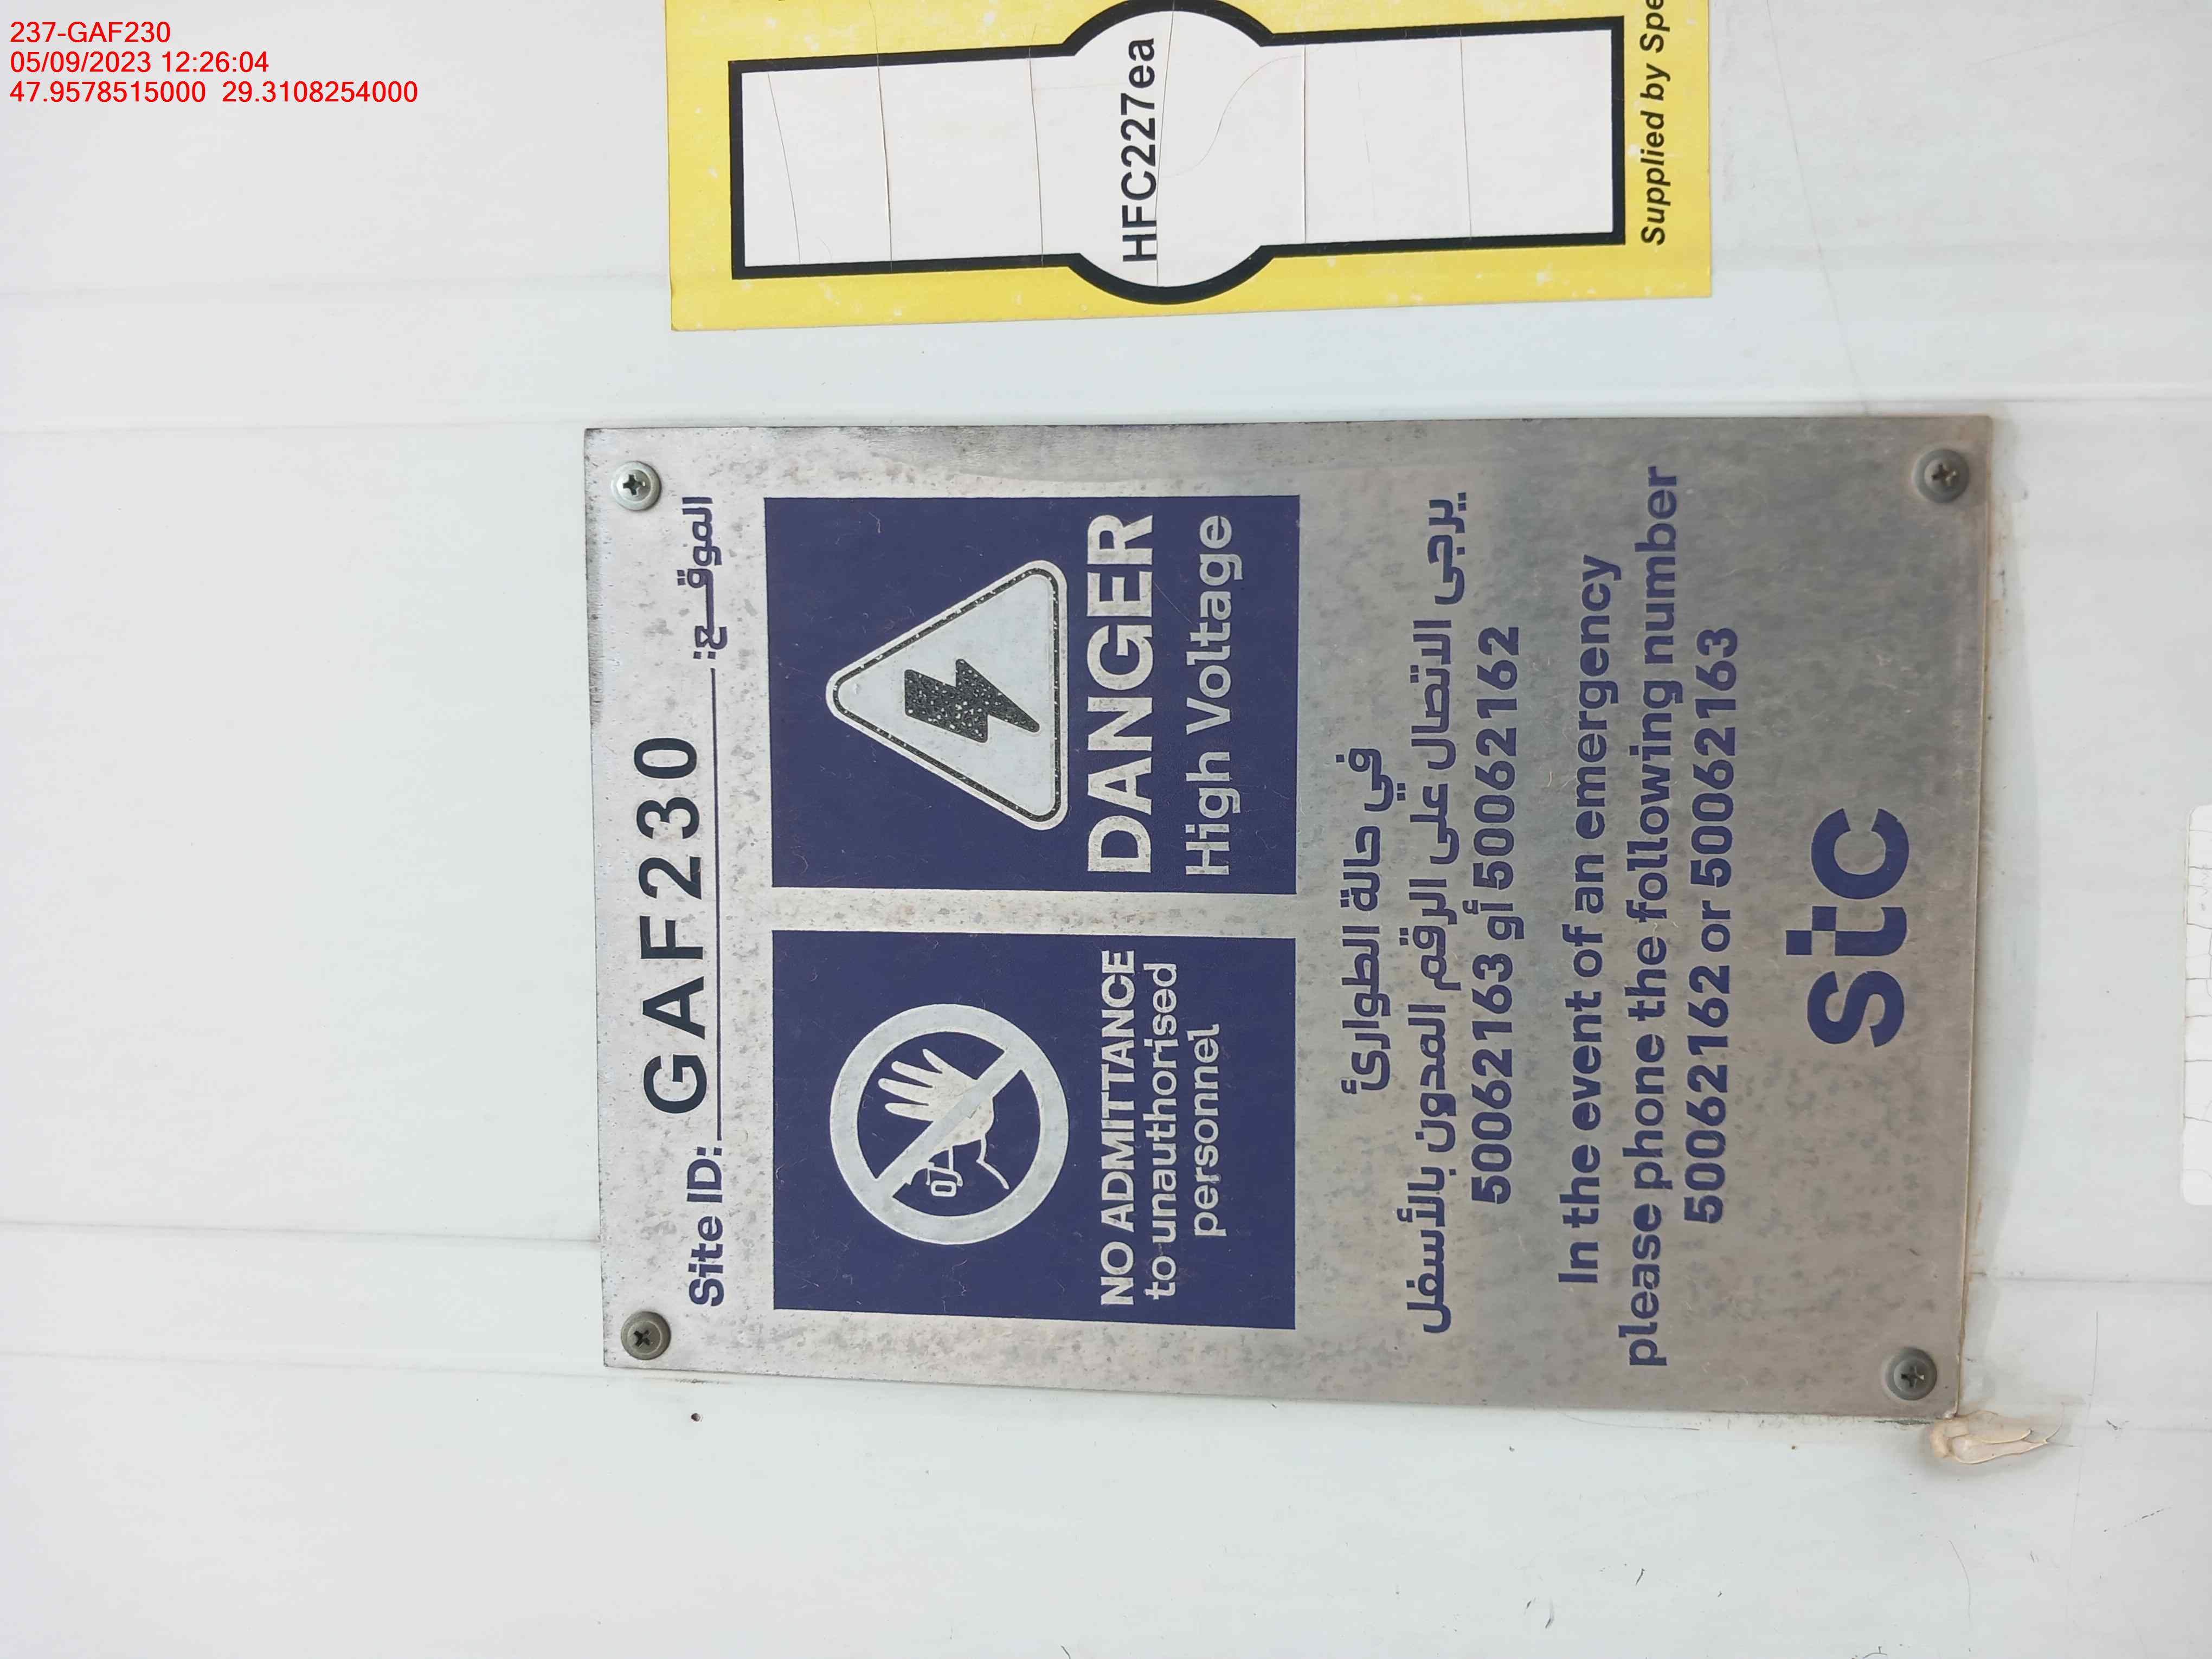 237-GAF230
05/09/2023 12:26:04
47.9578515000 29.3108254000
HFC227ea
Supplied by
Site ID: GAF230 الموقـــع:
NO ADMITTANCE
to unauthorised
personnel
DANGER
High Voltage
في حالة الطوارئ
يرجى الاتصال على الرقم المدون بالأسفل
50062163 أو 50062162
In the event of an emergency
please phone the following number
50062162 or 50062163
stc